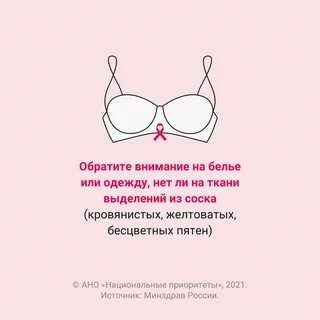 Обратите внимание на белье
или одежду, нет ли на ткани
выделений из соска
(кровянистых, желтоватых,
бесцветных пятен)
© АНО «Национальные приоритеты», 2021.
Источник: Минздрав России.